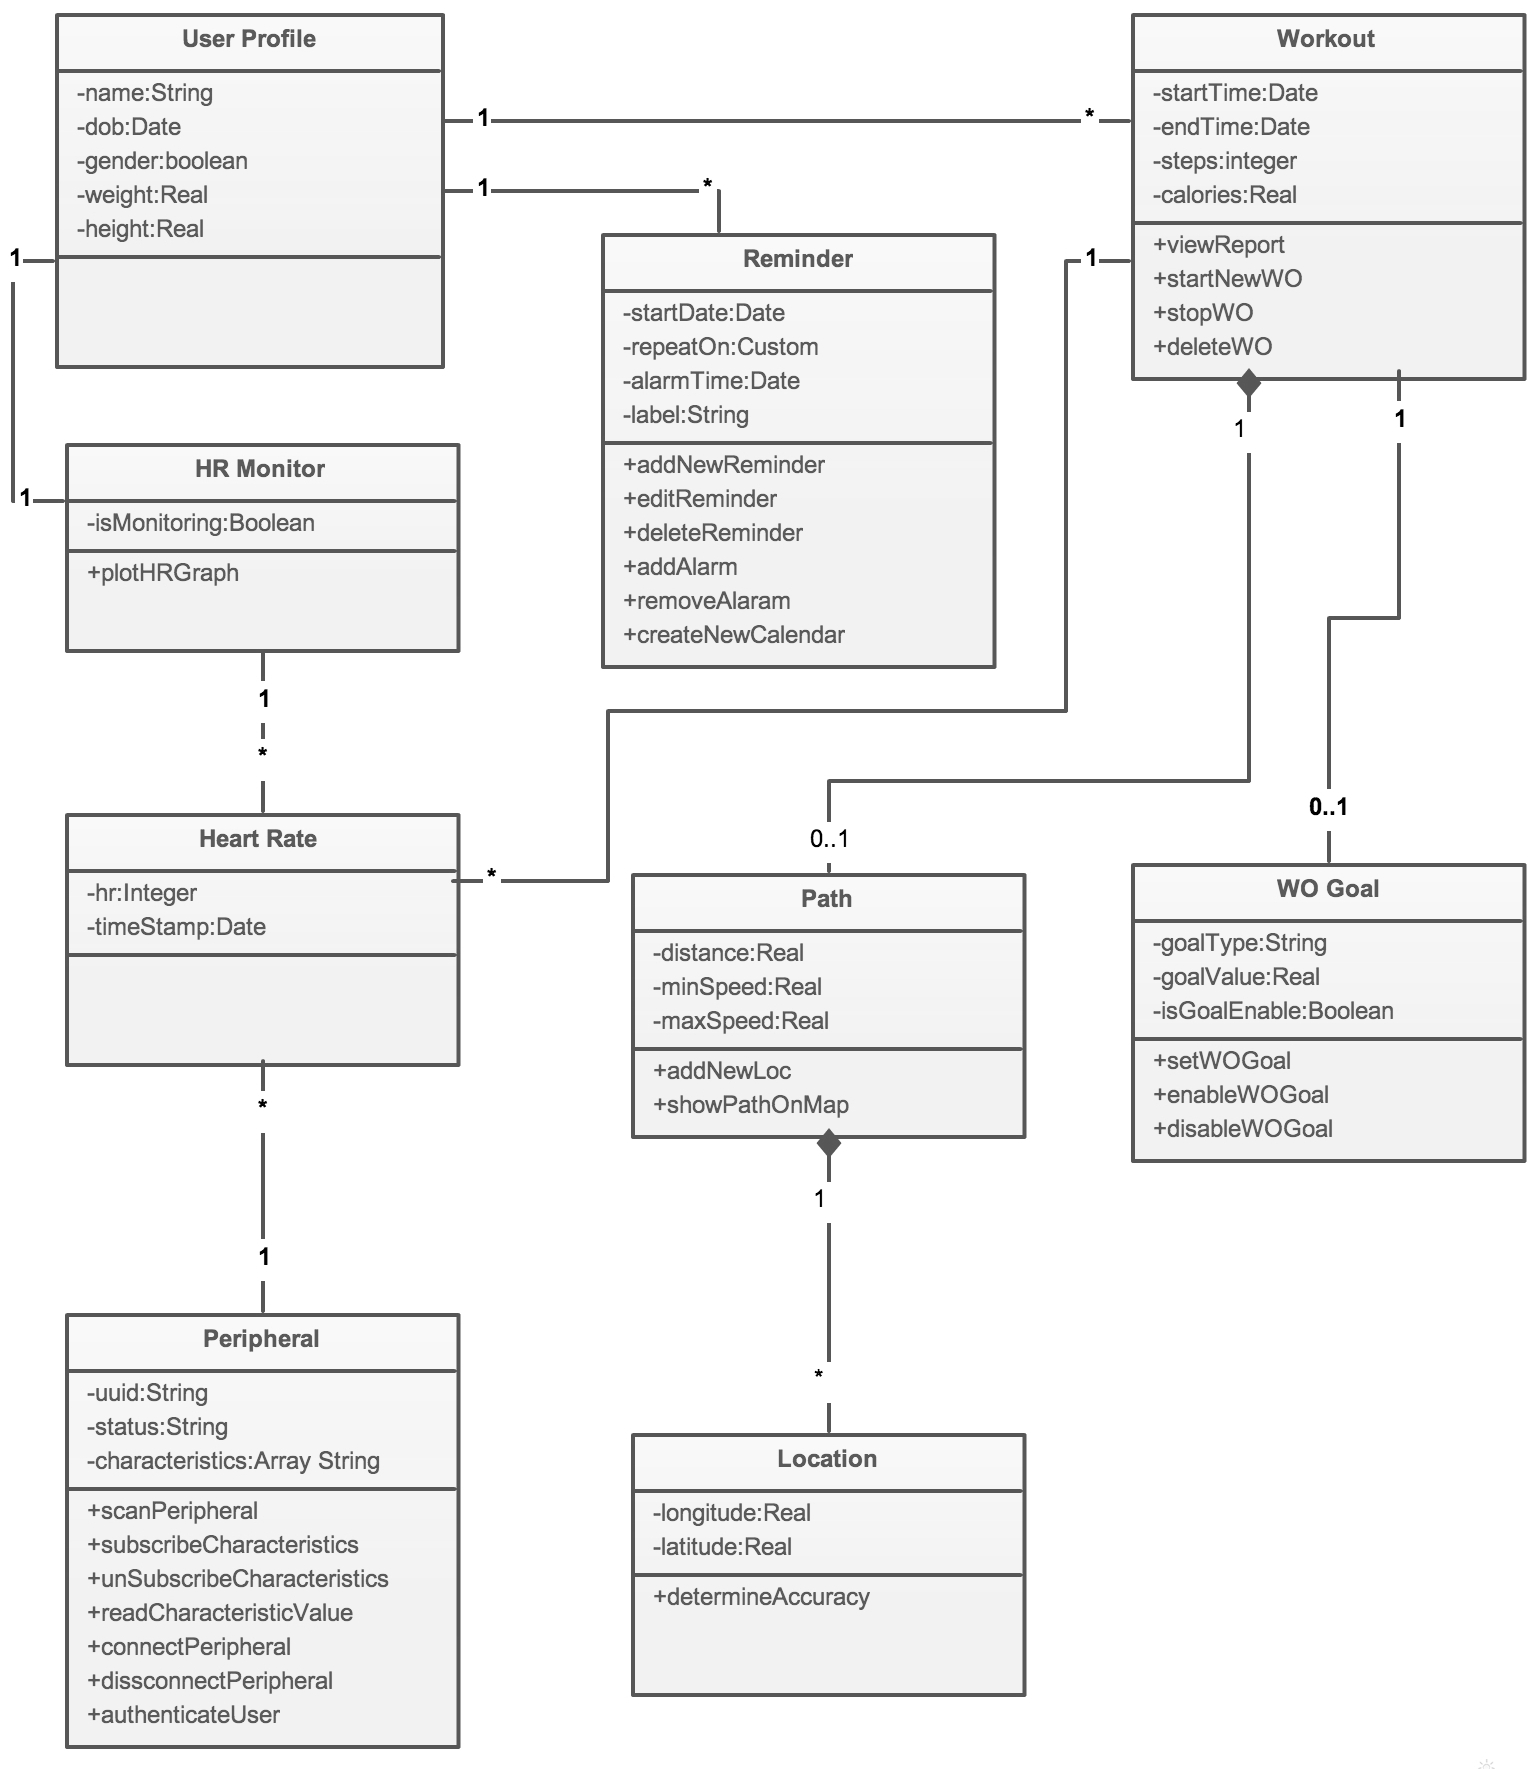 User Profile
-name:String
-dob:Date
-gender:boolean
-weight:Real
-height:Real
1
*
Workout
-startTime:Date
-endTime:Date
-steps:integer
-calories:Real
+viewReport
+startNewWO
+stopWO
+deleteWO
1
*
Reminder
-startDate:Date
-repeatOn:Custom
-alarmTime:Date
-label:String
+addNewReminder
+editReminder
+deleteReminder
+addAlarm
+removeAlaram
+createNewCalendar
1
1
HR Monitor
-isMonitoring:Boolean
+plotHRGraph
1
*
Heart Rate
-hr:Integer
-timeStamp:Date
1
*
1
0..1
Path
-distance:Real
-minSpeed:Real
-maxSpeed:Real
+addNewLoc
+showPathOnMap
1
0..1
WO Goal
-goalType:String
-goalValue:Real
-isGoalEnable:Boolean
+setWOGoal
+enableWOGoal
+disableWOGoal
*
1
Peripheral
-uuid:String
-status:String
-characteristics:Array String
+scanPeripheral
+subscribeCharacteristics
+unSubscribeCharacteristics
+readCharacteristicValue
+connectPeripheral
+dissconnectPeripheral
+authenticateUser
1
*
Location
-longitude:Real
-latitude:Real
+determineAccuracy